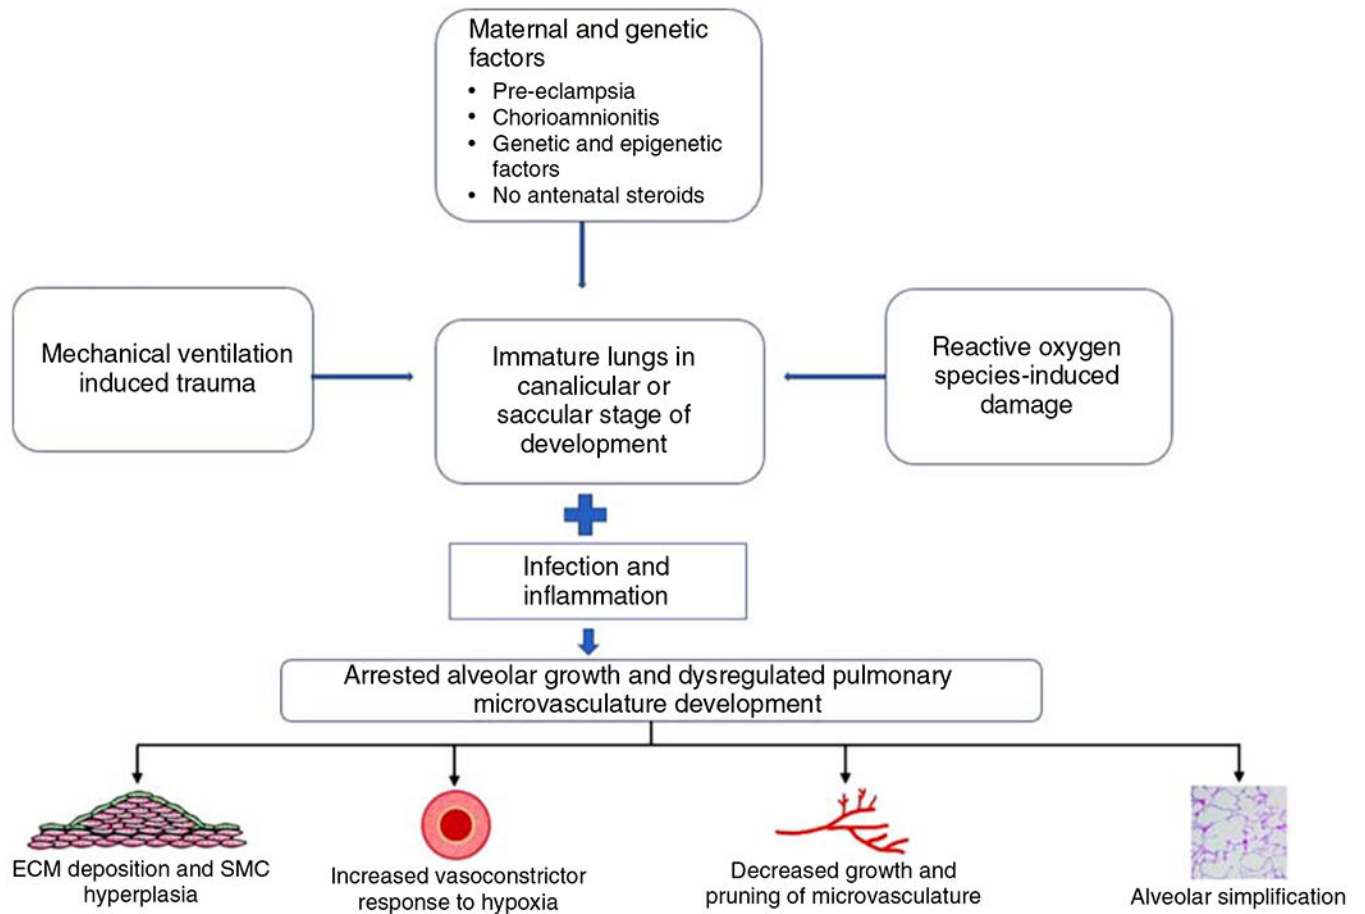 Maternal and genetic
factors
• Pre-eclampsia
• Chorioamnionitis
• Genetic and epigenetic
factors
• No antenatal steroids
Mechanical ventilation
induced trauma
Immature lungs in
canalicular or
saccular stage of
development
Reactive oxygen
species-induced
damage
Infection and
inflammation
Arrested alveolar growth and dysregulated pulmonary
microvasculature development
ECM deposition and SMC
hyperplasia
Increased vasoconstrictor
response to hypoxia
Decreased growth and
pruning of microvasculature
Alveolar simplification